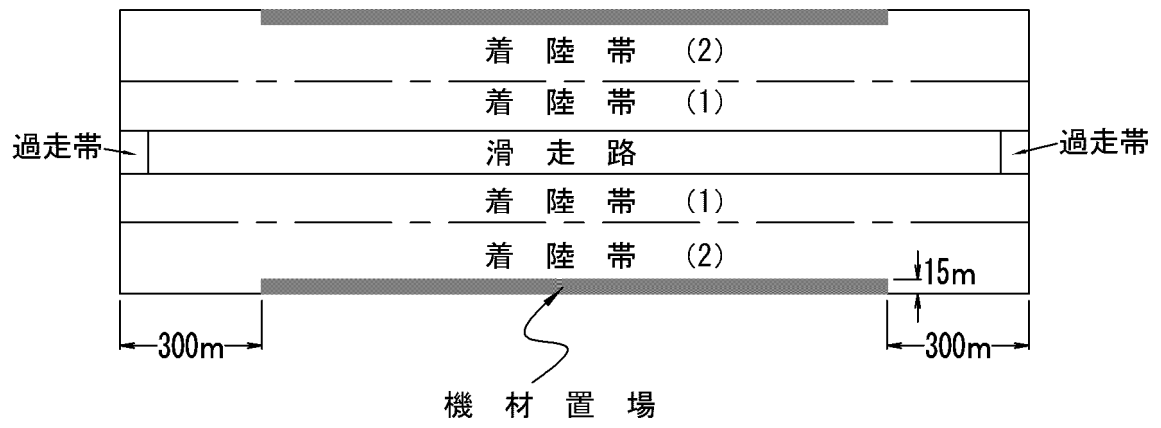 着陸帯 (2)
着陸帯 (1)
過走帯
滑走路
過走帯
着陸帯 (1)
着陸帯 (2)
15m
300m
300m
機材置場